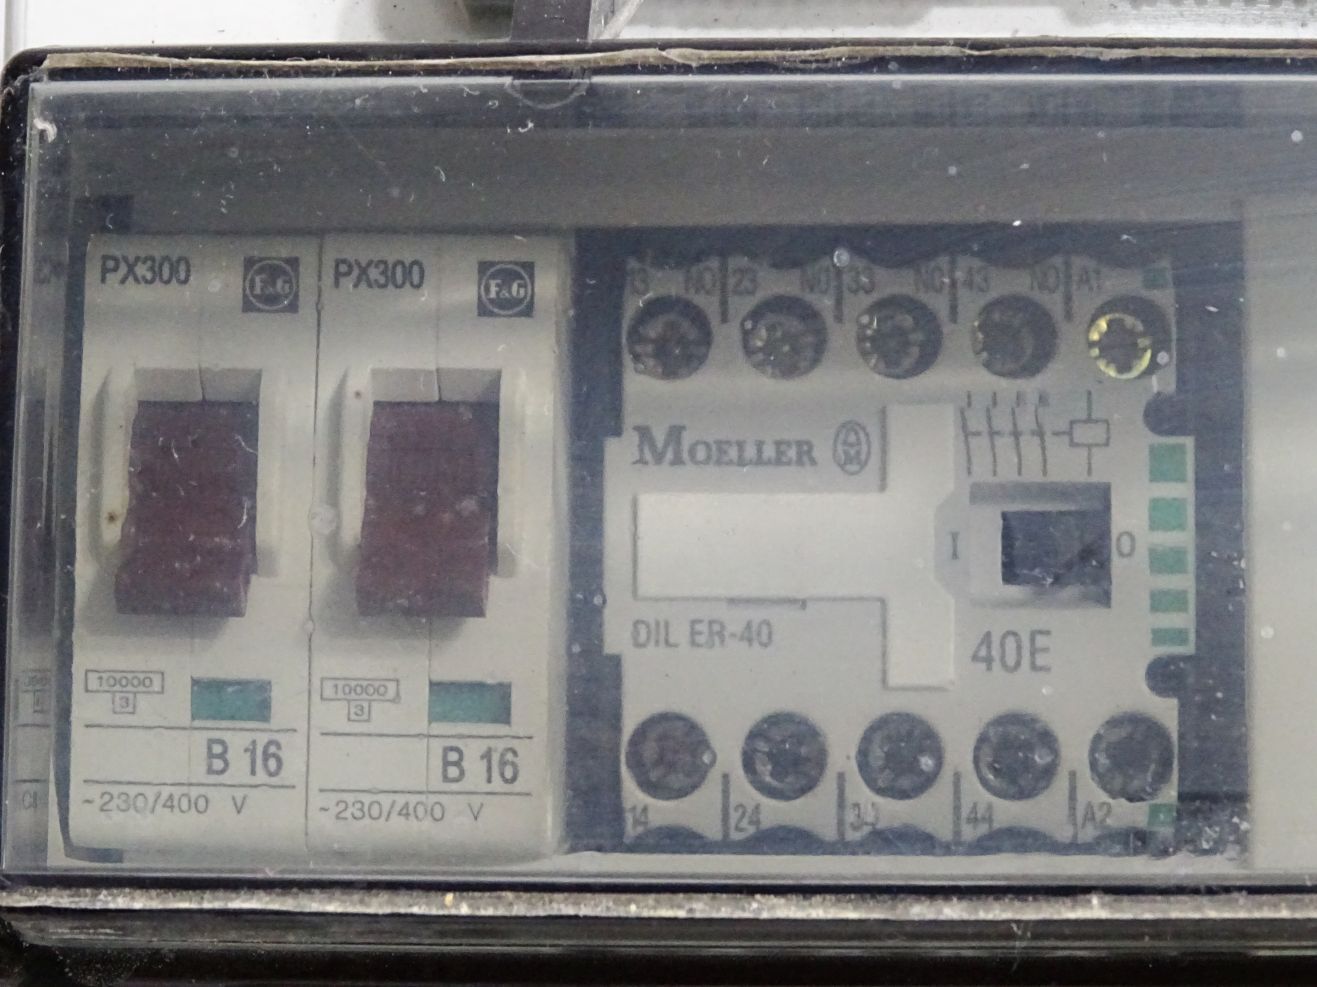 PX300 F&G
10000
3
B 16
~230/400 V
PX300 F&G
10000
3
B 16
~230/400 V
13 NO 23 NO 33 NO 43 NO A1
MOELLER
I O
DIL ER-40
40E
14 24 34 44 A2